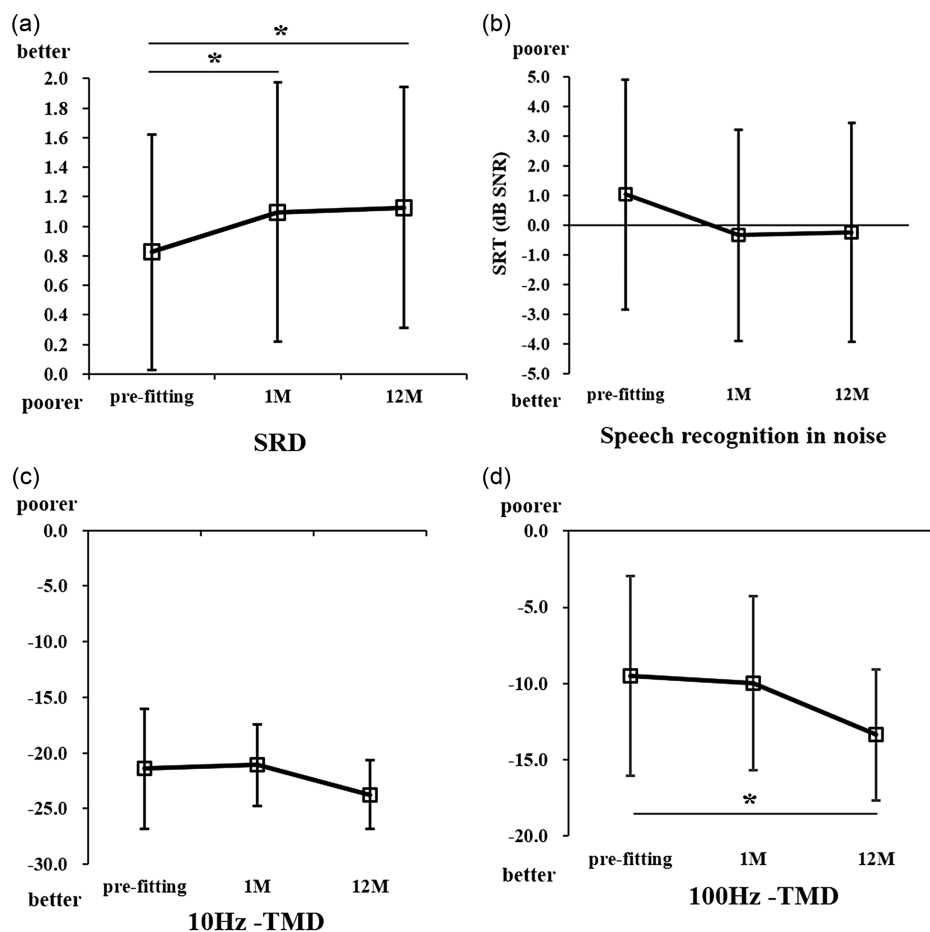 (a)
better
*
*
2.0
1.8
1.6
1.4
1.2
1.0
0.8
0.6
0.4
0.2
0.0
poorer
pre-fitting 1M 12M
SRD
(b)
poorer
5.0
4.0
3.0
2.0
1.0
0.0
-1.0
-2.0
-3.0
-4.0
-5.0
SRT (dB SNR)
better
pre-fitting 1M 12M
Speech recognition in noise
(c)
poorer
0.0
-5.0
-10.0
-15.0
-20.0
-25.0
-30.0
better
pre-fitting 1M 12M
10Hz -TMD
(d)
poorer
0.0
-5.0
-10.0
-15.0
-20.0
*
better
pre-fitting 1M 12M
100Hz -TMD